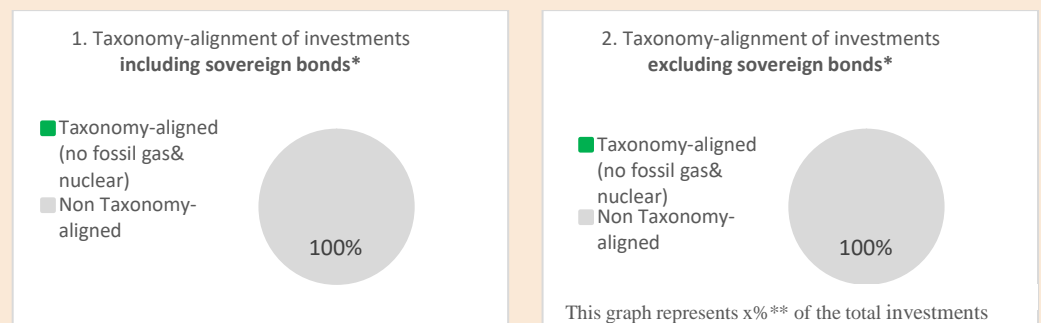 1. Taxonomy-alignment of investments
including sovereign bonds*
Taxonomy-aligned
(no fossil gas&
nuclear)
Non Taxonomy-
aligned
100%
2. Taxonomy-alignment of investments
excluding sovereign bonds*
Taxonomy-aligned
(no fossil gas&
nuclear)
Non Taxonomy-
aligned
100%
This graph represents x%** of the total investments